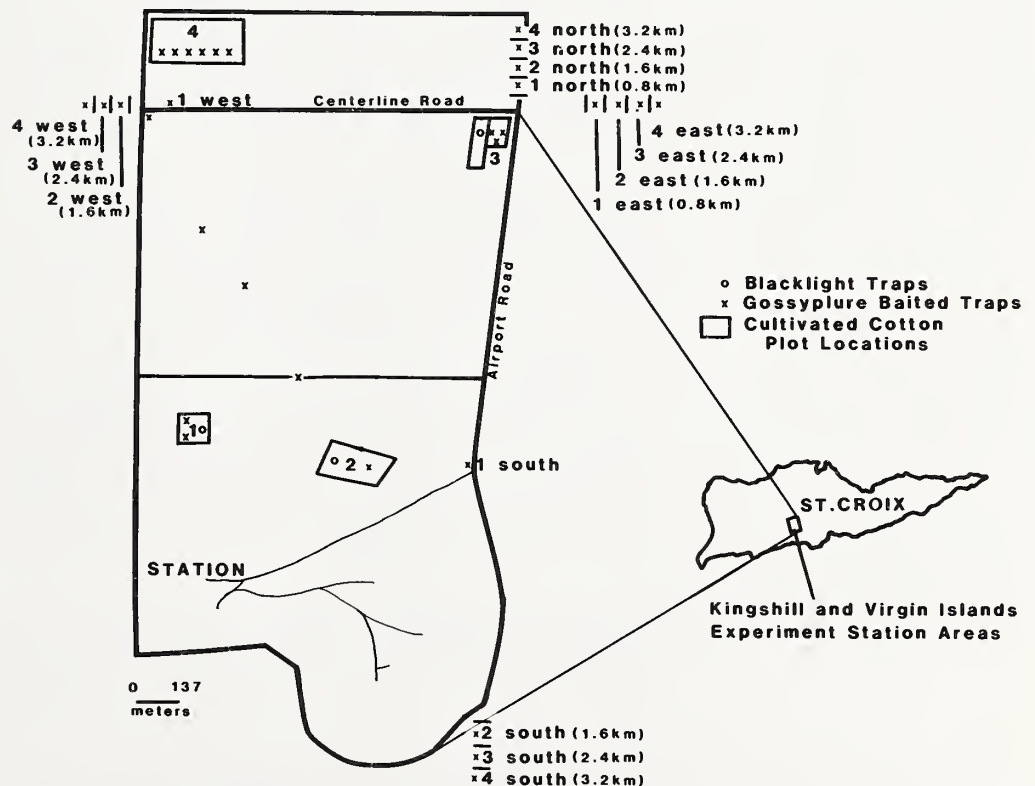 4
x x x x x x
x 4 north (3.2km)
x 3 north (2.4km)
x 2 north (1.6km)
x 1 north (0.8km)
x 1 west
Centerline Road
4 west
(3.2km)
3 west
(2.4km)
2 west
(1.6km)
3
4 east (3.2km)
3 east (2.4km)
2 east (1.6km)
1 east (0.8km)
Airport Road
o Blacklight Traps
x Gossyplure Baited Traps
Cultivated Cotton
Plot Locations
1
2
x 1 south
STATION
ST.CROIX
Kingshill and Virgin Islands
Experiment Station Areas
0 137
meters
x2 south (1.6km)
x3 south (2.4km)
x4 south (3.2km)